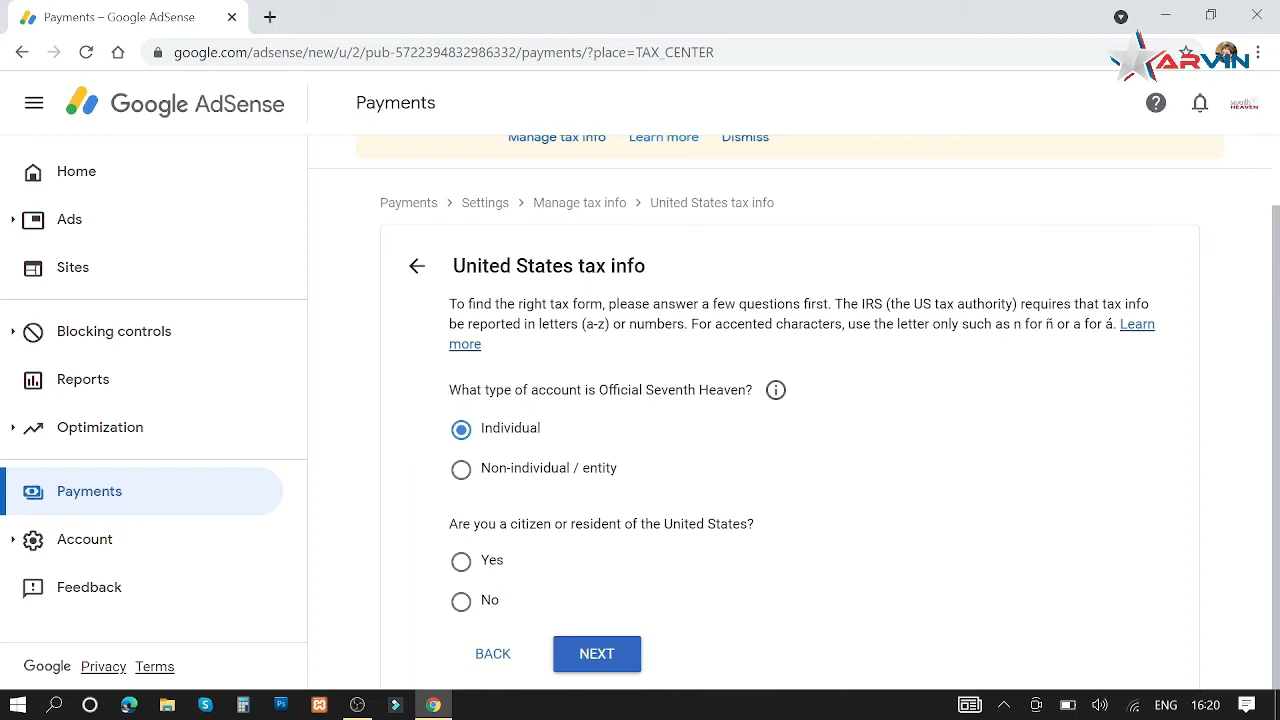 Payments – Google AdSense
google.com/adsense/new/u/2/pub-5722394832986332/payments/?place=TAX_CENTER
ARVIN
Google AdSense
Payments
HEAVEN
Manage tax info Learn more Dismiss
Home
Ads
Sites
Blocking controls
Reports
Optimization
Payments
Account
Feedback
Google Privacy Terms
Payments > Settings > Manage tax info > United States tax info
United States tax info
To find the right tax form, please answer a few questions first. The IRS (the US tax authority) requires that tax info
be reported in letters (a-z) or numbers. For accented characters, use the letter only such as n for ñ or a for á. Learn
more
What type of account is Official Seventh Heaven?
Individual
Non-individual / entity
Are you a citizen or resident of the United States?
Yes
No
BACK NEXT
ENG 16:20